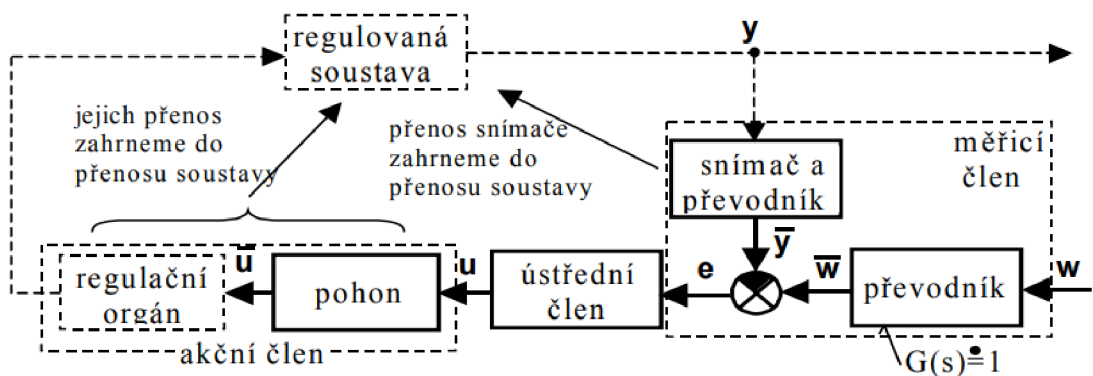 regulovaná
soustava
y
jejich přenos
zahrneme do
přenosu soustavy
přenos snímače
zahrneme do
přenosu soustavy
snímač a
převodník
měřicí
člen
regulační
orgán
u̅
pohon
u
ústřední
člen
e
y̅
w̅
převodník
w
akční člen
G(s)≐1